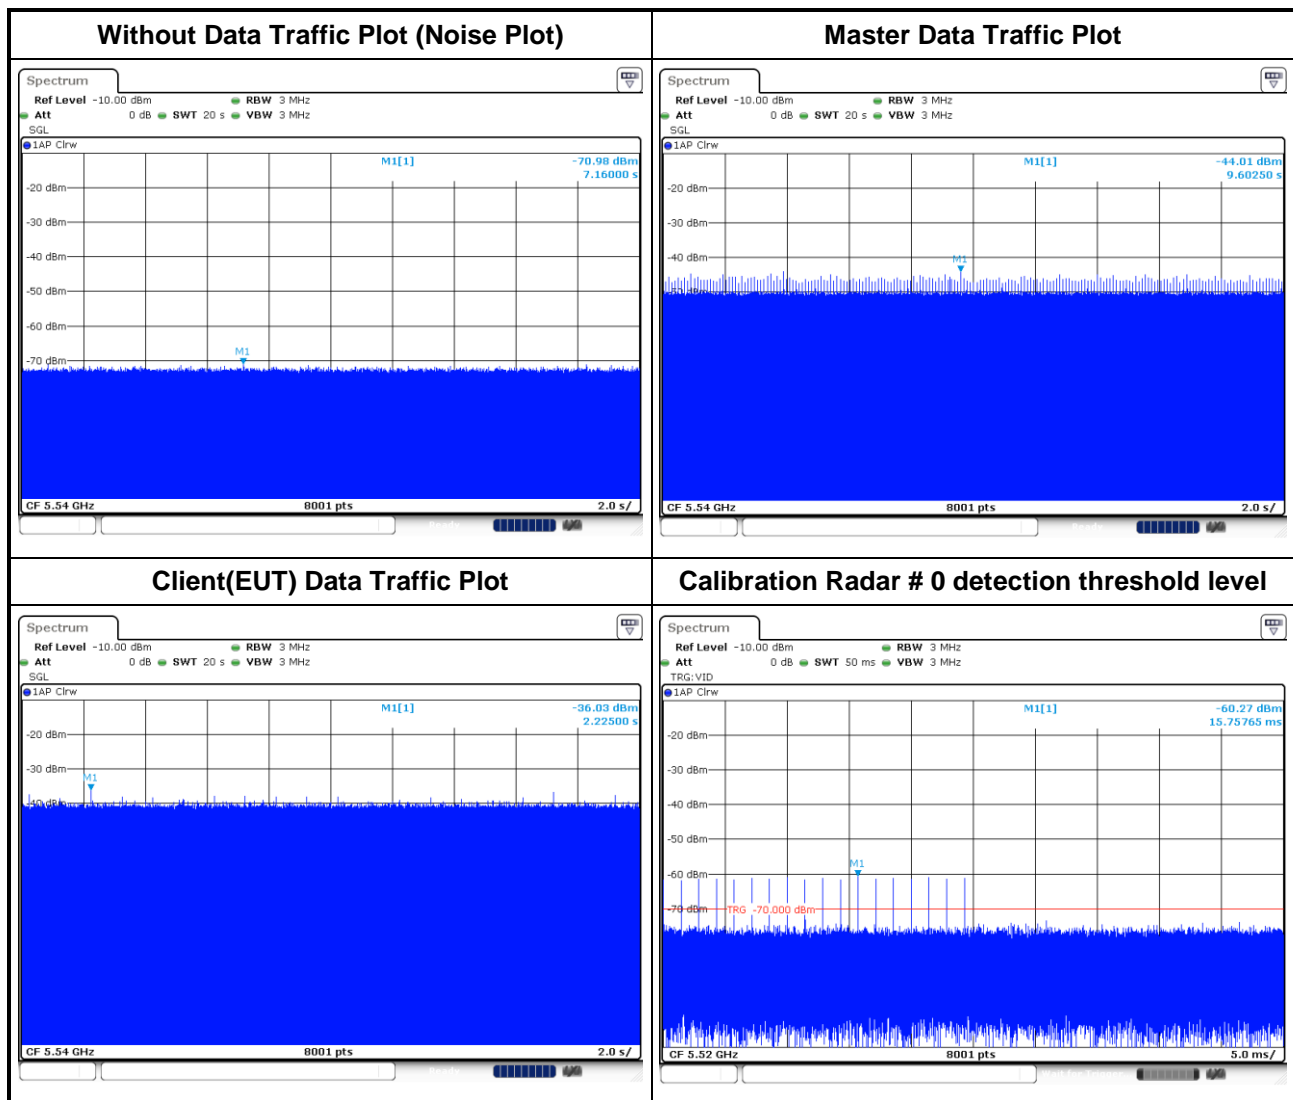 Without Data Traffic Plot (Noise Plot)
Spectrum
Ref Level -10.00 dBm RBW 3 MHz
Att 0 dB SWT 20 s VBW 3 MHz
SGL
1AP Clrw
M1[1] -70.98 dBm
7.16000 s
-20 dBm
-30 dBm
-40 dBm
-50 dBm
-60 dBm
M1
-70 dBm
CF 5.54 GHz 8001 pts 2.0 s/
Ready
Master Data Traffic Plot
Spectrum
Ref Level -10.00 dBm RBW 3 MHz
Att 0 dB SWT 20 s VBW 3 MHz
SGL
1AP Clrw
M1[1] -44.01 dBm
9.60250 s
-20 dBm
-30 dBm
-40 dBm
M1
-50 dBm
CF 5.54 GHz 8001 pts 2.0 s/
Ready
Client(EUT) Data Traffic Plot
Spectrum
Ref Level -10.00 dBm RBW 3 MHz
Att 0 dB SWT 20 s VBW 3 MHz
SGL
1AP Clrw
M1[1] -36.03 dBm
2.22500 s
-20 dBm
-30 dBm
M1
-40 dBm
CF 5.54 GHz 8001 pts 2.0 s/
Ready
Calibration Radar # 0 detection threshold level
Spectrum
Ref Level -10.00 dBm RBW 3 MHz
Att 0 dB SWT 50 ms VBW 3 MHz
TRG:VID
1AP Clrw
M1[1] -60.27 dBm
15.75765 ms
-20 dBm
-30 dBm
-40 dBm
-50 dBm
M1
-60 dBm
-70 dBm TRG -70.000 dBm
CF 5.52 GHz 8001 pts 5.0 ms/
Wait for Trigger